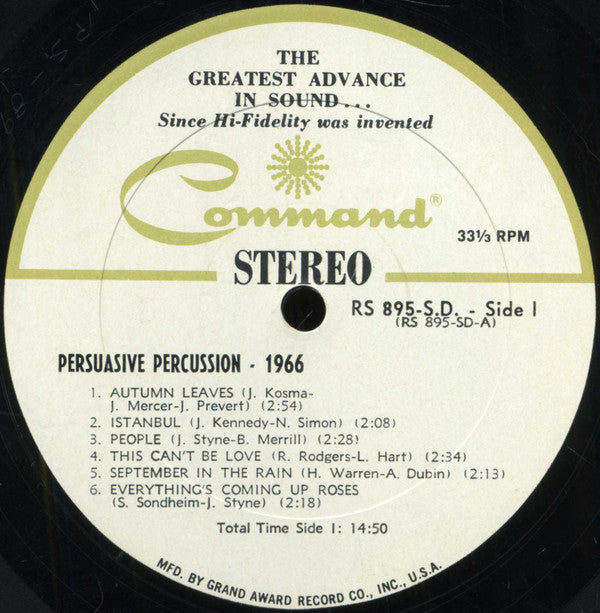 THE
GREATEST ADVANCE
IN SOUND...
Since Hi-Fidelity was invented
Command®
33⅓ RPM
STEREO
RS 895-S.D. - Side I
(RS 895-SD-A)
PERSUASIVE PERCUSSION - 1966
1. AUTUMN LEAVES (J. Kosma-
J. Mercer-J. Prevert) (2:54)
2. ISTANBUL (J. Kennedy-N. Simon) (2:08)
3. PEOPLE (J. Styne-B. Merrill) (2:28)
4. THIS CAN'T BE LOVE (R. Rodgers-L. Hart) (2:34)
5. SEPTEMBER IN THE RAIN (H. Warren-A. Dubin) (2:13)
6. EVERYTHING'S COMING UP ROSES
(S. Sondheim-J. Styne) (2:18)
Total Time Side I: 14:50
MFD. BY GRAND AWARD RECORD CO., INC., U.S.A.